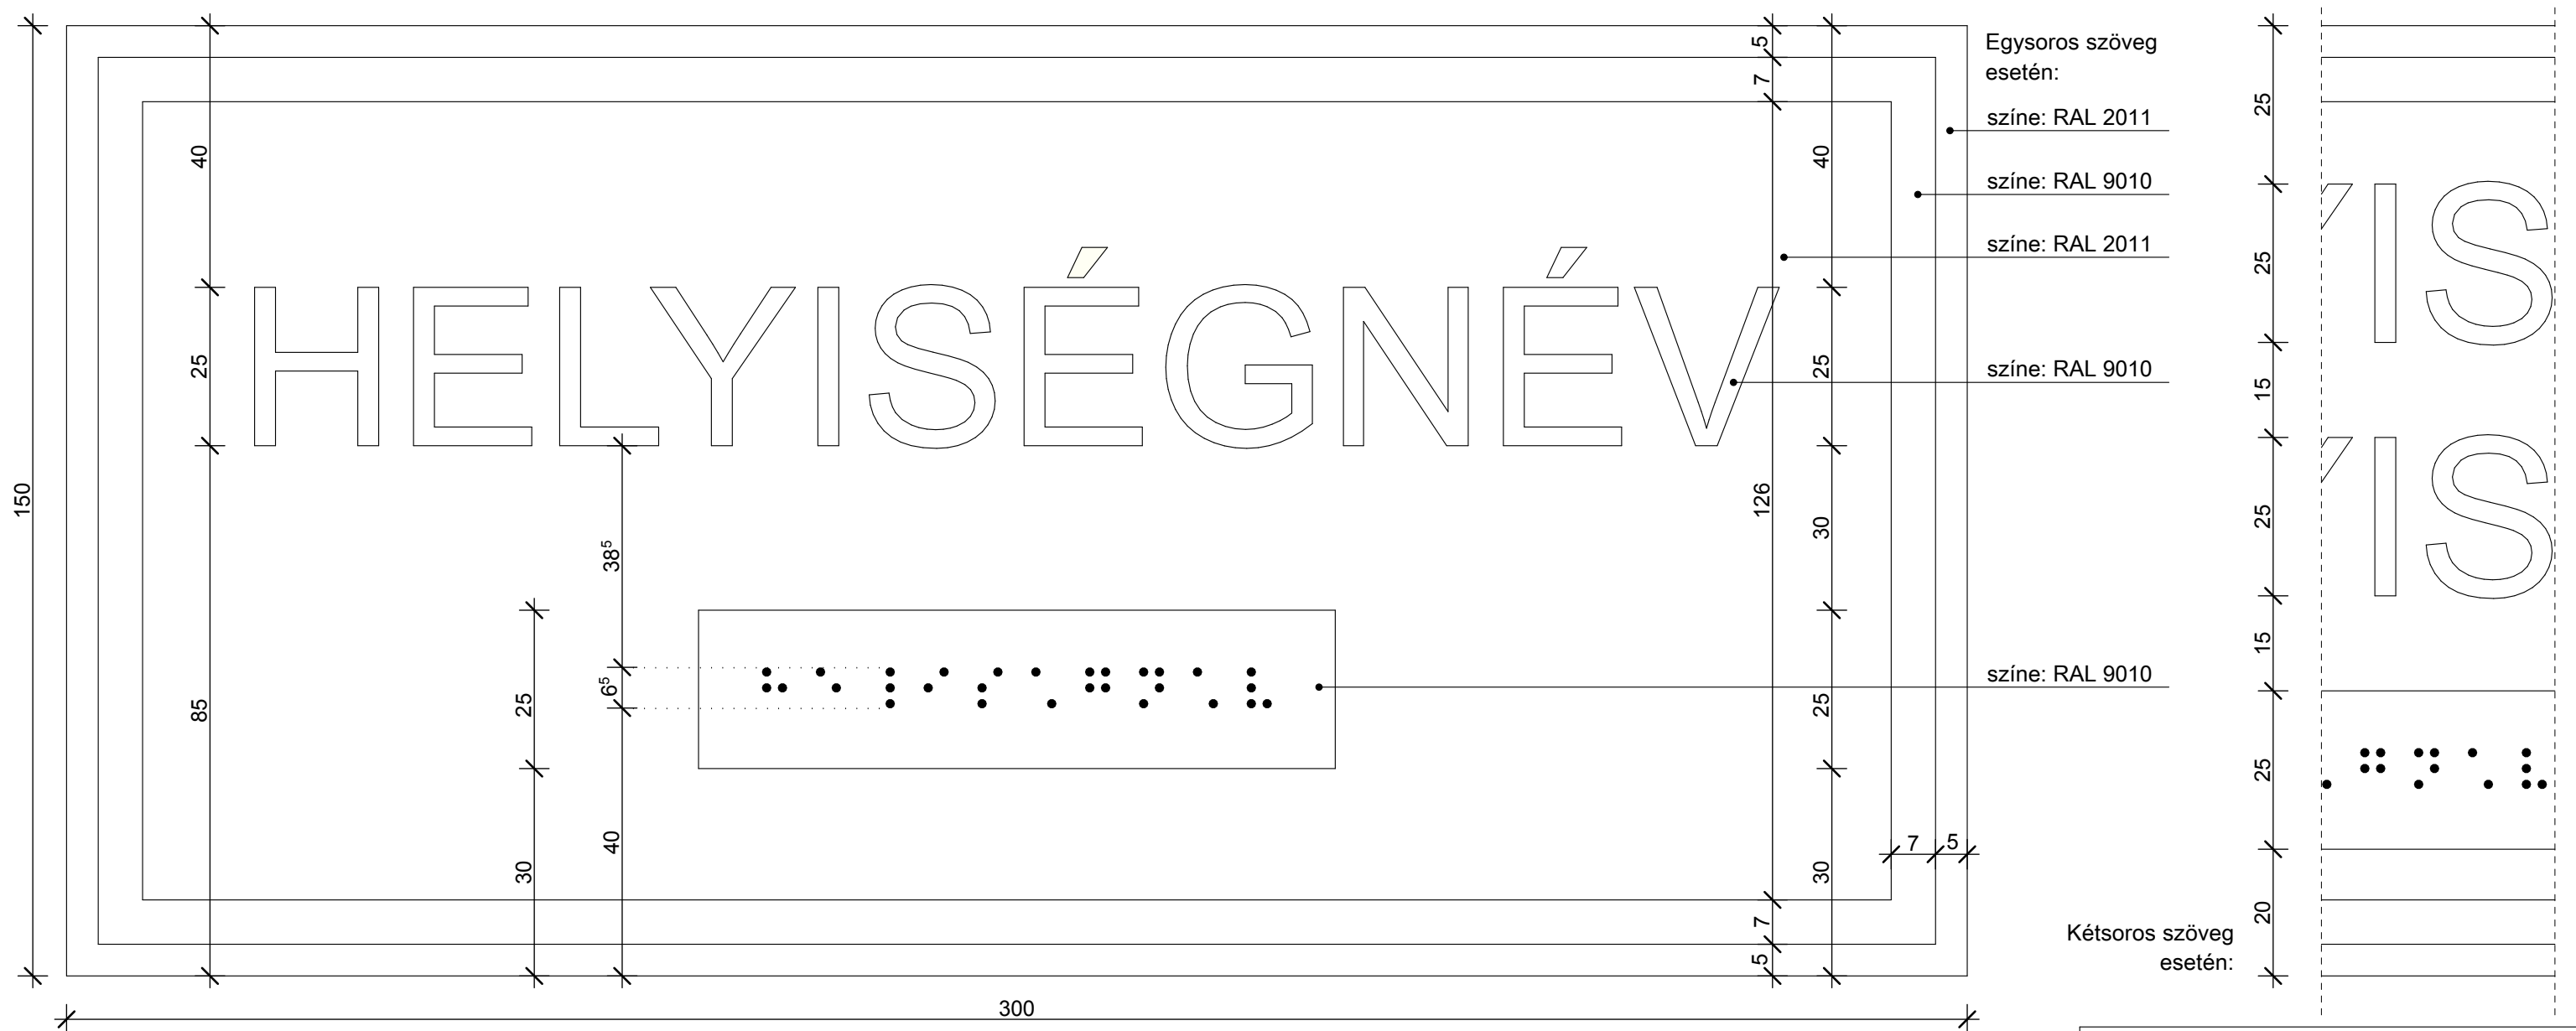 Egysoros szöveg
esetén:
színe: RAL 2011
színe: RAL 9010
színe: RAL 2011
színe: RAL 9010
színe: RAL 9010
HELYISÉGNÉV
⠓⠑⠇⠊⠎⠢⠛⠝⠢⠧
150
40
25
85
25
30
38⁵
6⁵
40
5
7
126
7
5
40
25
30
25
30
7
5
300
Kétsoros szöveg
esetén:
25
25
15
25
15
25
20
YIS
YIS